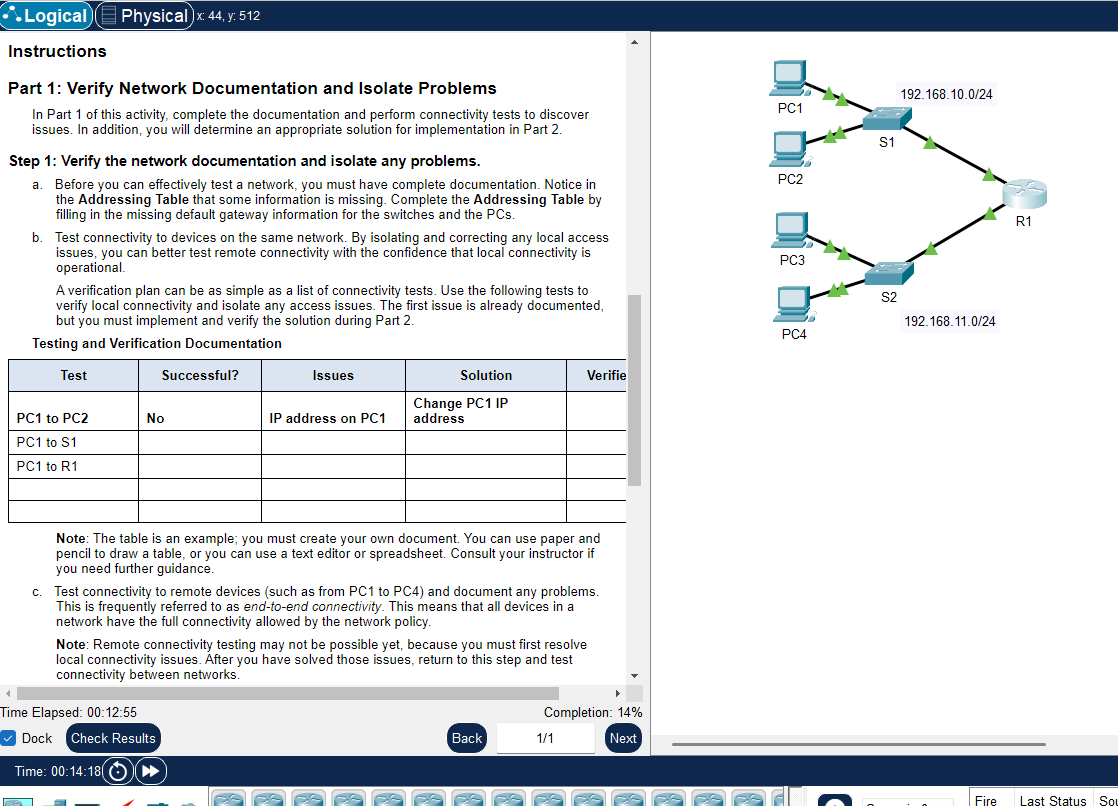 Logical Physical x: 44, y: 512
Instructions
Part 1: Verify Network Documentation and Isolate Problems
In Part 1 of this activity, complete the documentation and perform connectivity tests to discover
issues. In addition, you will determine an appropriate solution for implementation in Part 2.
Step 1: Verify the network documentation and isolate any problems.
a. Before you can effectively test a network, you must have complete documentation. Notice in
the Addressing Table that some information is missing. Complete the Addressing Table by
filling in the missing default gateway information for the switches and the PCs.
b. Test connectivity to devices on the same network. By isolating and correcting any local access
issues, you can better test remote connectivity with the confidence that local connectivity is
operational.
A verification plan can be as simple as a list of connectivity tests. Use the following tests to
verify local connectivity and isolate any access issues. The first issue is already documented,
but you must implement and verify the solution during Part 2.
Testing and Verification Documentation
Test Successful? Issues Solution Verifie
PC1 to PC2 No IP address on PC1 Change PC1 IP
address
PC1 to S1
PC1 to R1
Note: The table is an example; you must create your own document. You can use paper and
pencil to draw a table, or you can use a text editor or spreadsheet. Consult your instructor if
you need further guidance.
c. Test connectivity to remote devices (such as from PC1 to PC4) and document any problems.
This is frequently referred to as end-to-end connectivity. This means that all devices in a
network have the full connectivity allowed by the network policy.
Note: Remote connectivity testing may not be possible yet, because you must first resolve
local connectivity issues. After you have solved those issues, return to this step and test
connectivity between networks.
Time Elapsed: 00:12:55 Completion: 14%
Dock Check Results Back 1/1 Next
Time: 00:14:18
PC1
192.168.10.0/24
S1
PC2
R1
PC3
S2
192.168.11.0/24
PC4
Fire Last Status